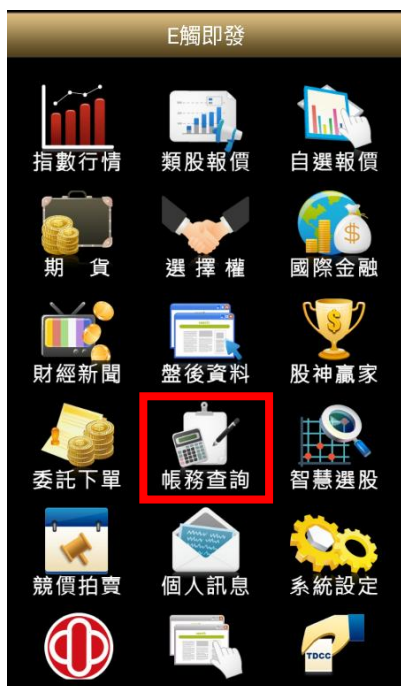 E觸即發
指數行情 類股報價 自選報價
期 貨 選擇權 國際金融
財經新聞 盤後資料 股神贏家
委託下單 帳務查詢 智慧選股
競價拍賣 個人訊息 系統設定
TDCC